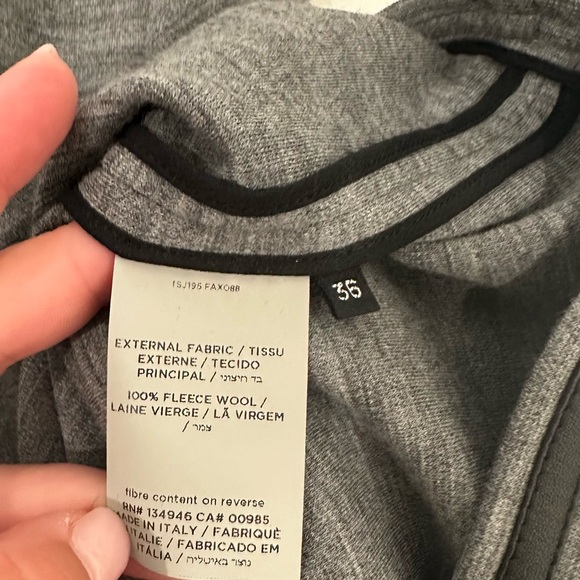 TSJ195 FAX088
36
EXTERNAL FABRIC / TISSU
EXTERNE / TECIDO
PRINCIPAL / בד חיצוני
100% FLEECE WOOL /
LAINE VIERGE / LÃ VIRGEM
/ צמר
fibre content on reverse
RN# 134946 CA# 00985
MADE IN ITALY / FABRIQUÉ
ITALIE / FABRICADO EM
ITÁLIA / נוצר באיטליה